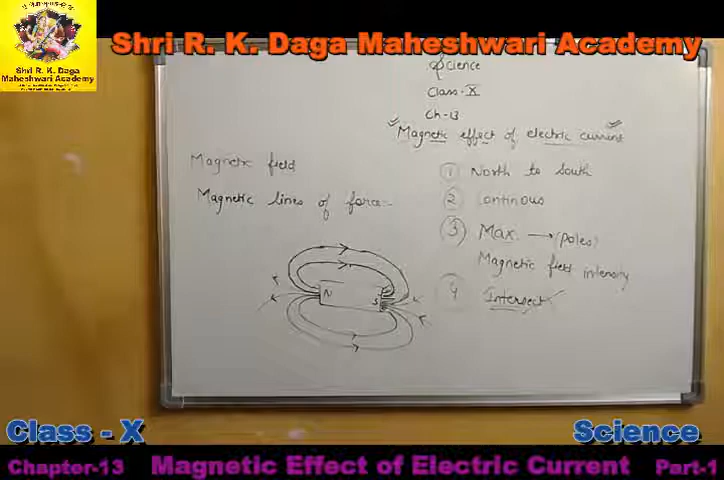 Shri R. K. Daga Maheshwari Academy
Shri R. K. Daga
Maheshwari Academy
Science
Class-X
Ch-13
Magnetic effect of electric current
Magnetic field
Magnetic lines of force
① North to South
② Continous
③ Max. → (poles)
Magnetic field intensity
④ Intersect
N
S
Class - X
Science
Chapter-13 Magnetic Effect of Electric Current Part-1